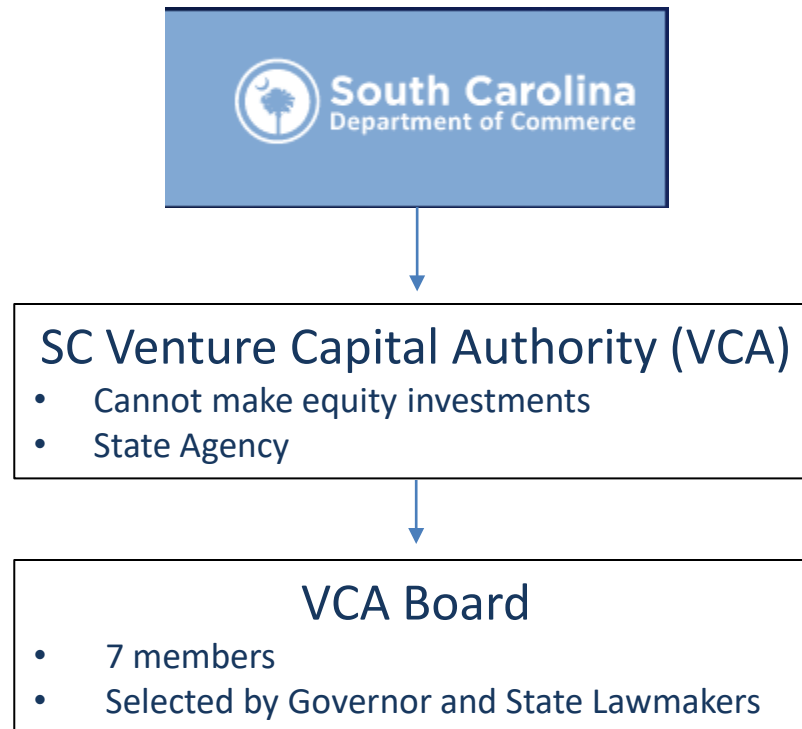 South Carolina
Department of Commerce
SC Venture Capital Authority (VCA)
• Cannot make equity investments
• State Agency
VCA Board
• 7 members
• Selected by Governor and State Lawmakers